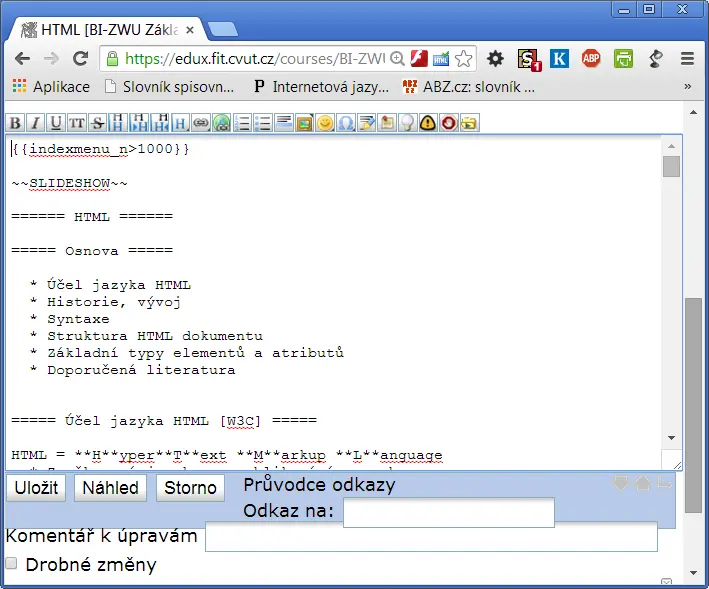 HTML [BI-ZWU Zákla
https://edux.fit.cvut.cz/courses/BI-ZWU
Aplikace Slovník spisovn... P Internetová jazy... ABZ.cz: slovník ... »
B I U TT S H H H H H
{{indexmenu_n>1000}}
~~SLIDESHOW~~
====== HTML ======
===== Osnova =====
* Účel jazyka HTML
* Historie, vývoj
* Syntaxe
* Struktura HTML dokumentu
* Základní typy elementů a atributů
* Doporučená literatura
===== Účel jazyka HTML [W3C] =====
HTML = **H**yper**T**ext **M**arkup **L**anguage
Uložit Náhled Storno Průvodce odkazy
Odkaz na:
Komentář k úpravám
Drobné změny